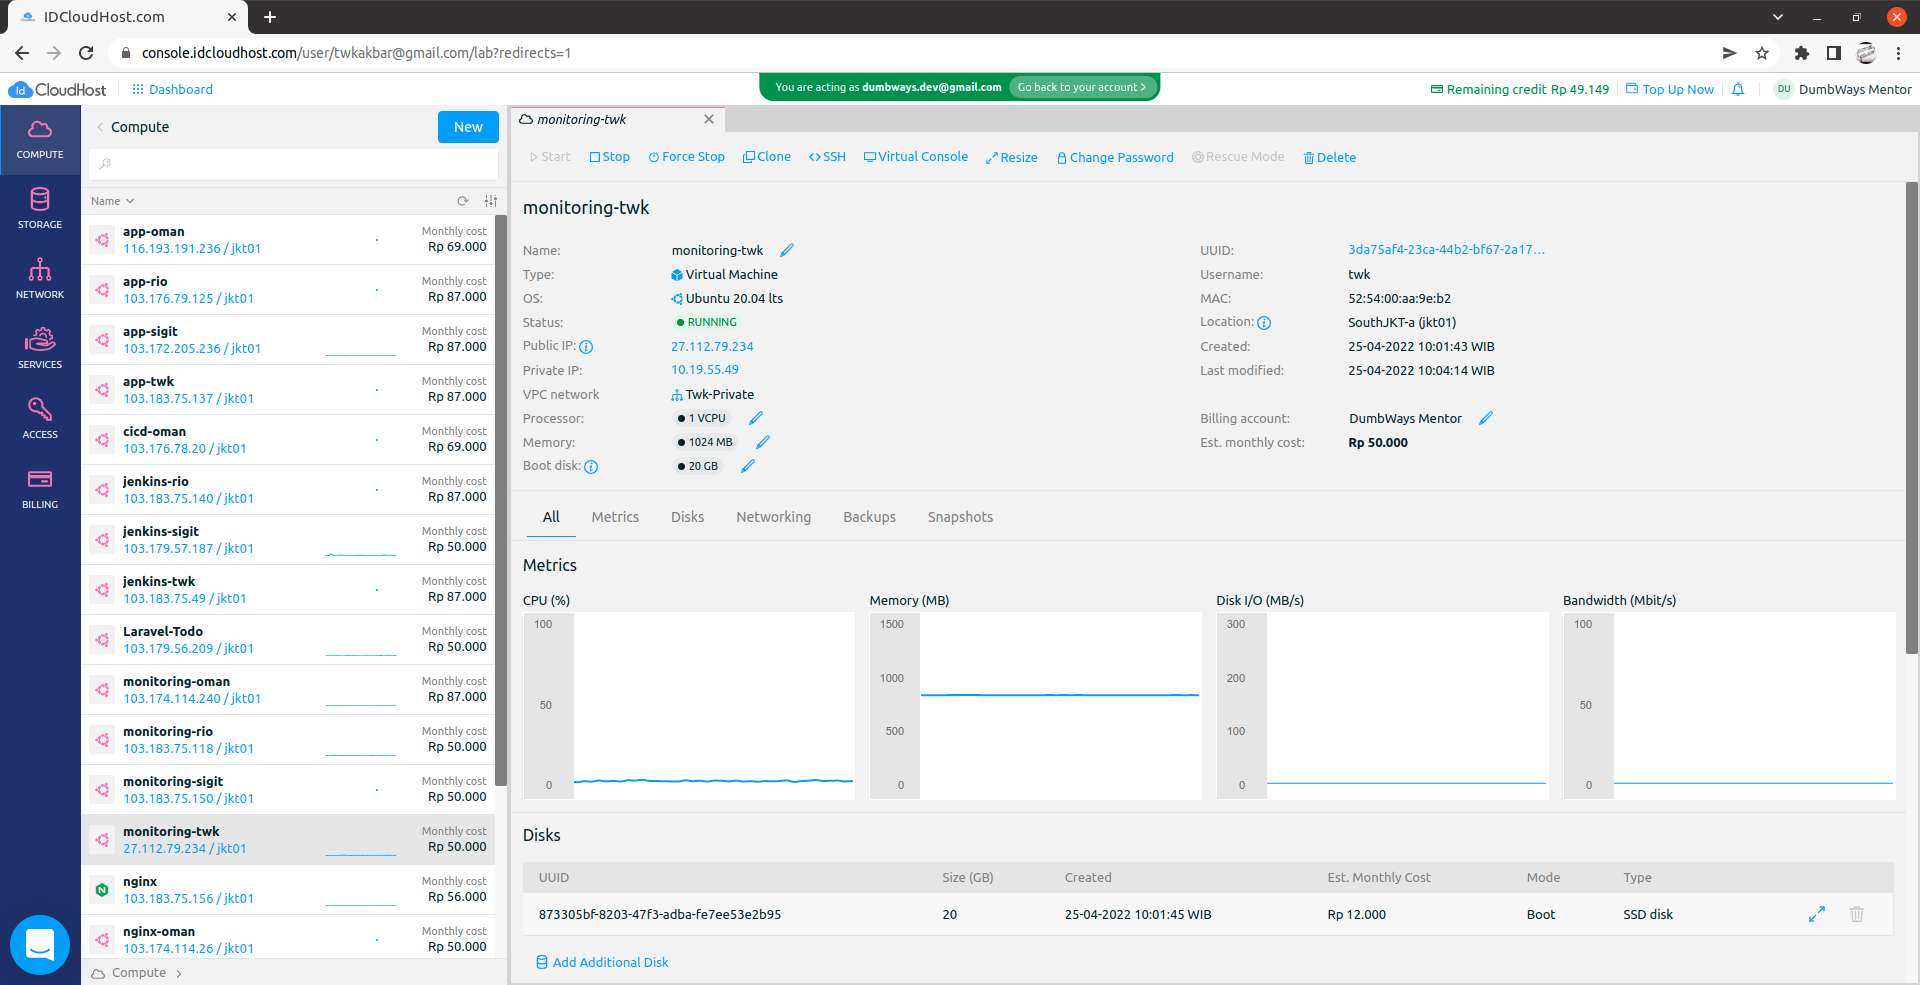 IDCloudHost.com
console.idcloudhost.com/user/twkakbar@gmail.com/lab?redirects=1
Id CloudHost
Dashboard
You are acting as dumbways.dev@gmail.com
Go back to your account >
Remaining credit Rp 49.149
Top Up Now
DU
DumbWays Mentor
COMPUTE
STORAGE
NETWORK
SERVICES
ACCESS
BILLING
Compute
New
Name
app-oman
116.193.191.236 / jkt01
Monthly cost
Rp 69.000
app-rio
103.176.79.125 / jkt01
Monthly cost
Rp 87.000
app-sigit
103.172.205.236 / jkt01
Monthly cost
Rp 87.000
app-twk
103.183.75.137 / jkt01
Monthly cost
Rp 87.000
cicd-oman
103.176.78.20 / jkt01
Monthly cost
Rp 69.000
jenkins-rio
103.183.75.140 / jkt01
Monthly cost
Rp 87.000
jenkins-sigit
103.179.57.187 / jkt01
Monthly cost
Rp 50.000
jenkins-twk
103.183.75.49 / jkt01
Monthly cost
Rp 87.000
Laravel-Todo
103.179.56.209 / jkt01
Monthly cost
Rp 50.000
monitoring-oman
103.174.114.240 / jkt01
Monthly cost
Rp 87.000
monitoring-rio
103.183.75.118 / jkt01
Monthly cost
Rp 50.000
monitoring-sigit
103.183.75.150 / jkt01
Monthly cost
Rp 50.000
monitoring-twk
27.112.79.234 / jkt01
Monthly cost
Rp 50.000
nginx
103.183.75.156 / jkt01
Monthly cost
Rp 56.000
nginx-oman
103.174.114.26 / jkt01
Monthly cost
Rp 50.000
Compute >
monitoring-twk
Start
Stop
Force Stop
Clone
SSH
Virtual Console
Resize
Change Password
Rescue Mode
Delete
monitoring-twk
Name: monitoring-twk
Type: Virtual Machine
OS: Ubuntu 20.04 lts
Status: RUNNING
Public IP: 27.112.79.234
Private IP: 10.19.55.49
VPC network Twk-Private
Processor: 1 VCPU
Memory: 1024 MB
Boot disk: 20 GB
UUID: 3da75af4-23ca-44b2-bf67-2a17...
Username: twk
MAC: 52:54:00:aa:9e:b2
Location: SouthJKT-a (jkt01)
Created: 25-04-2022 10:01:43 WIB
Last modified: 25-04-2022 10:04:14 WIB
Billing account: DumbWays Mentor
Est. monthly cost: Rp 50.000
All Metrics Disks Networking Backups Snapshots
Metrics
CPU (%)
100
50
0
Memory (MB)
1500
1000
500
0
Disk I/O (MB/s)
300
200
100
0
Bandwidth (Mbit/s)
100
50
0
Disks
UUID Size (GB) Created Est. Monthly Cost Mode Type
873305bf-8203-47f3-adba-fe7ee53e2b95 20 25-04-2022 10:01:45 WIB Rp 12.000 Boot SSD disk
Add Additional Disk